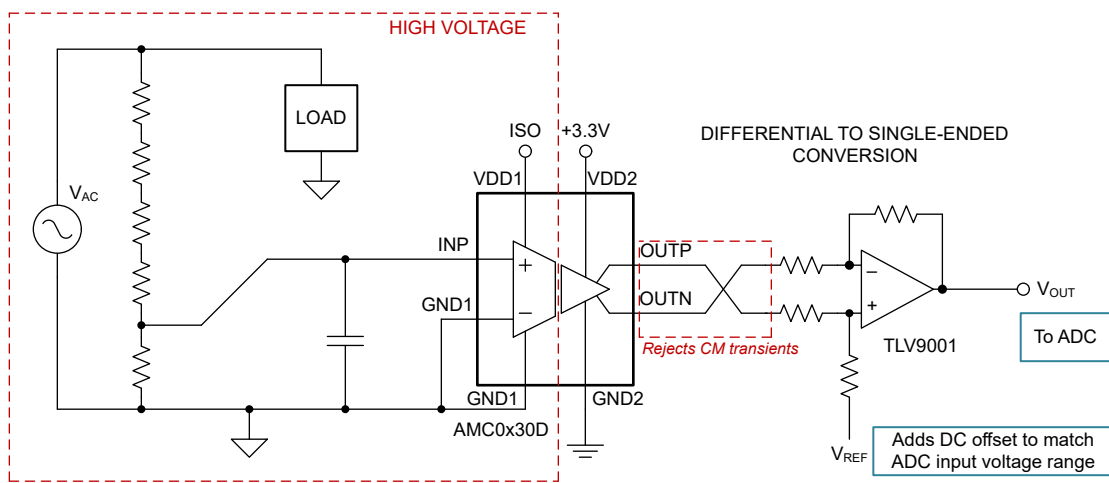 HIGH VOLTAGE
LOAD
ISO
+3.3V
DIFFERENTIAL TO SINGLE-ENDED
CONVERSION
VAC
VDD1
VDD2
INP
OUTP
+
−
GND1
−
OUTN
+
VOUT
Rejects CM transients
TLV9001
To ADC
GND1
GND2
AMC0x30D
VREF
Adds DC offset to match
ADC input voltage range